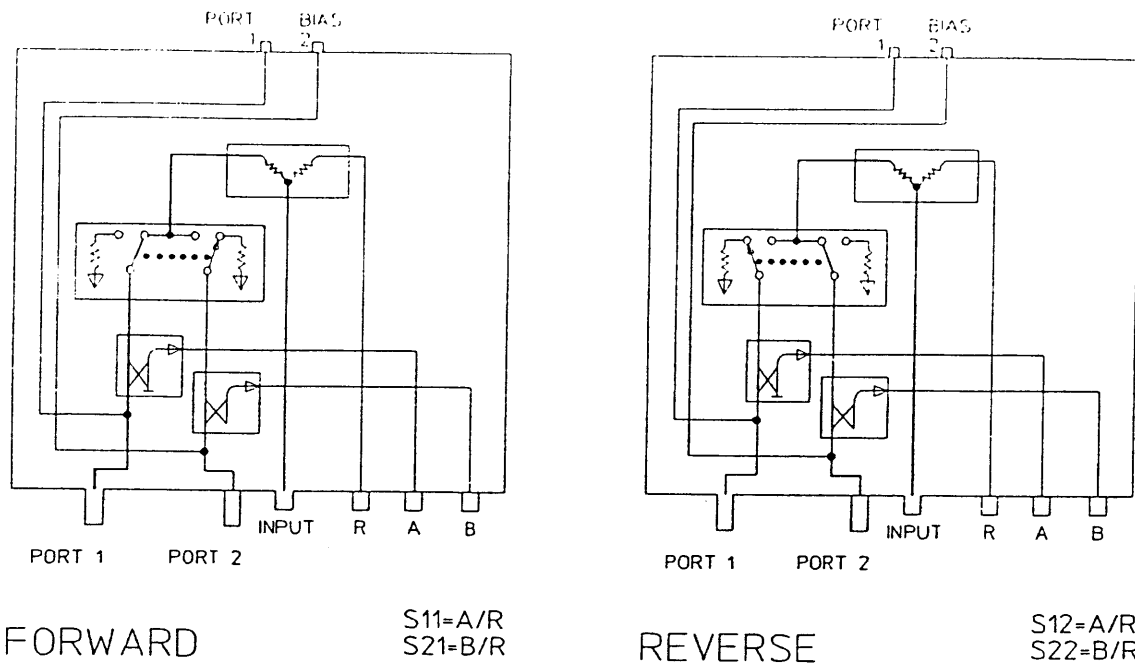 PORT BIAS
1 2
INPUT R A B
PORT 1 PORT 2
FORWARD
S11=A/R
S21=B/R
PORT BIAS
1 2
INPUT R A B
PORT 1 PORT 2
REVERSE
S12=A/R
S22=B/R